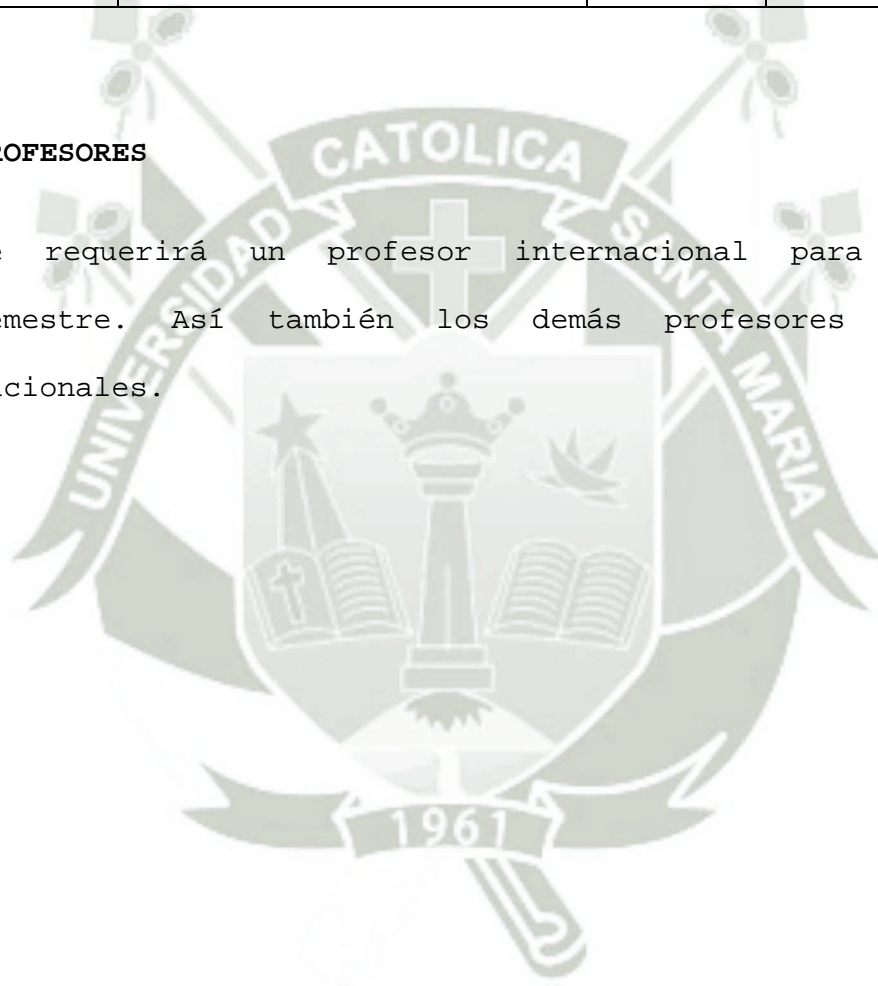 ROFESORES
requerirá un profesor internacional para
emestre. Así también los demás profesores
acionales.
UNIVERSIDAD CATOLICA SANTA MARIA
1961